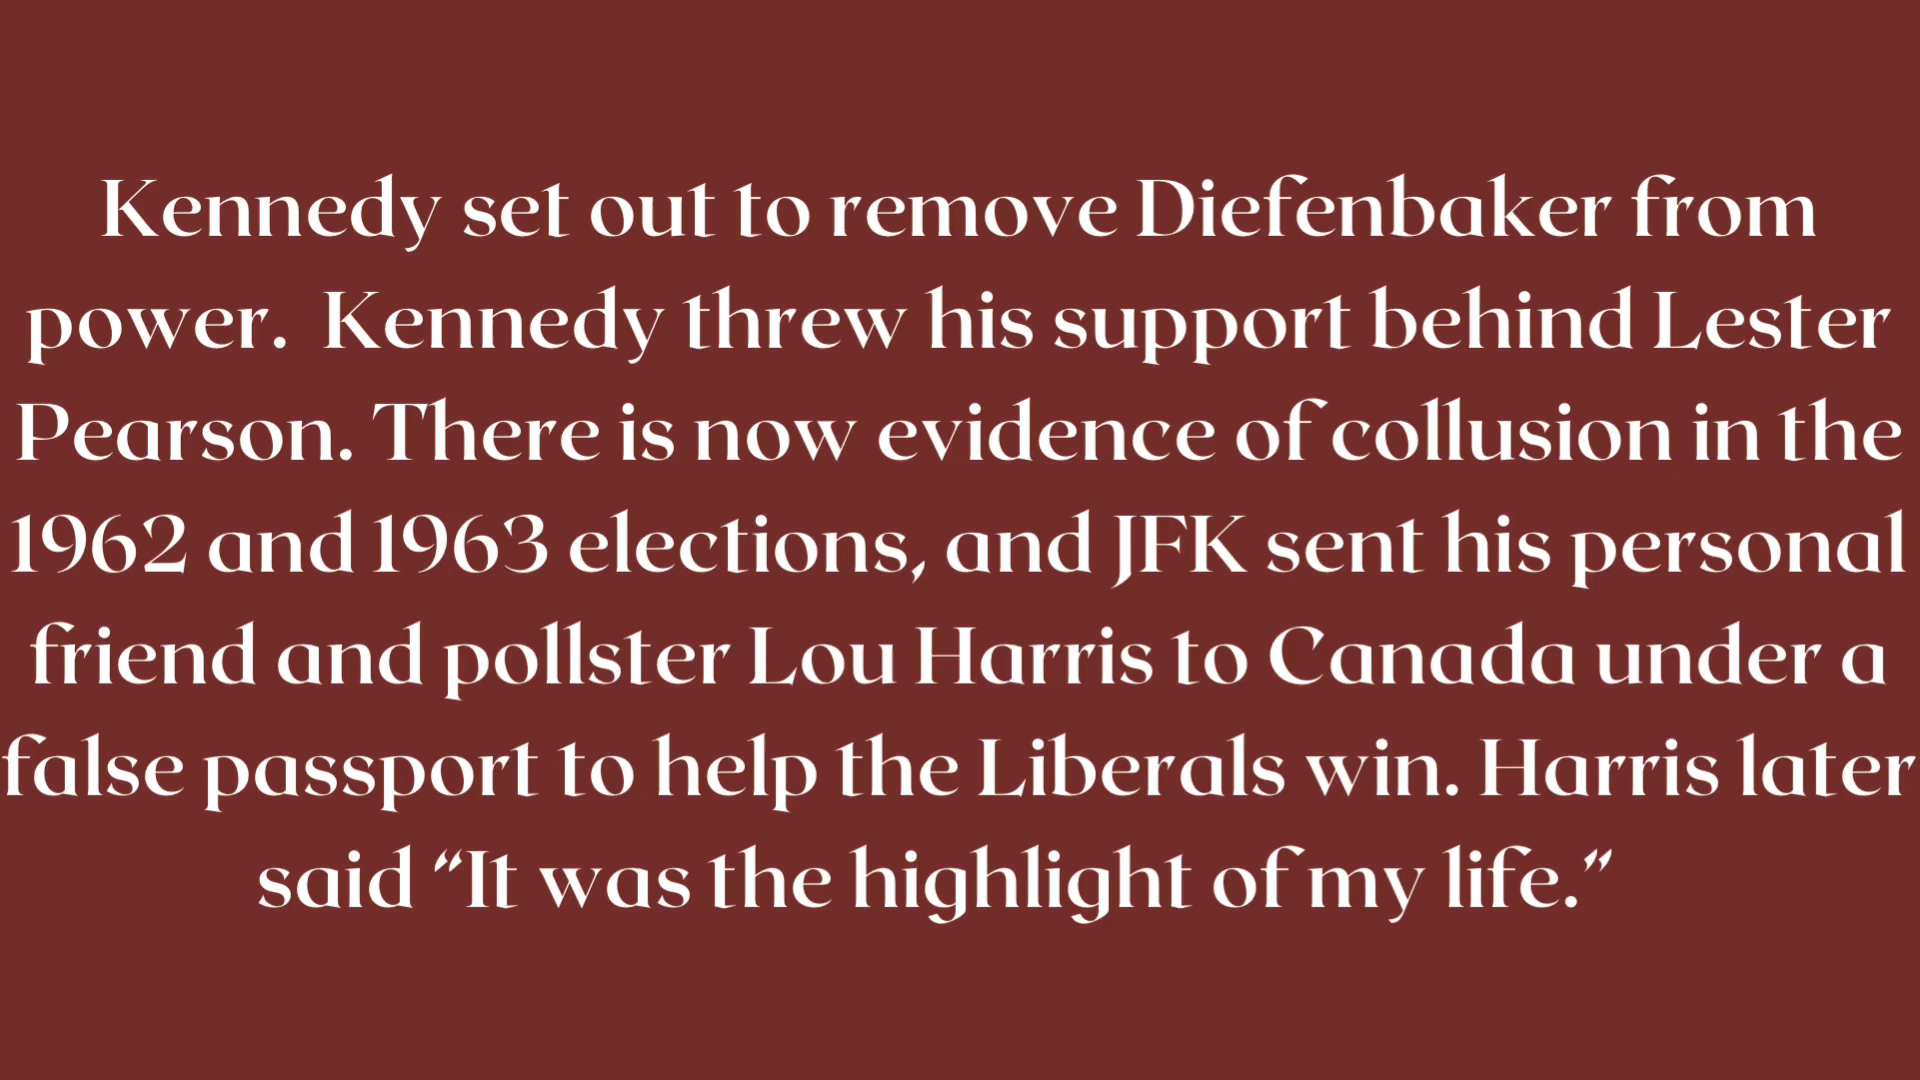 Kennedy set out to remove Diefenbaker from
power.  Kennedy threw his support behind Lester
Pearson. There is now evidence of collusion in the
1962 and 1963 elections, and JFK sent his personal
friend and pollster Lou Harris to Canada under a
false passport to help the Liberals win. Harris later
said “It was the highlight of my life.”